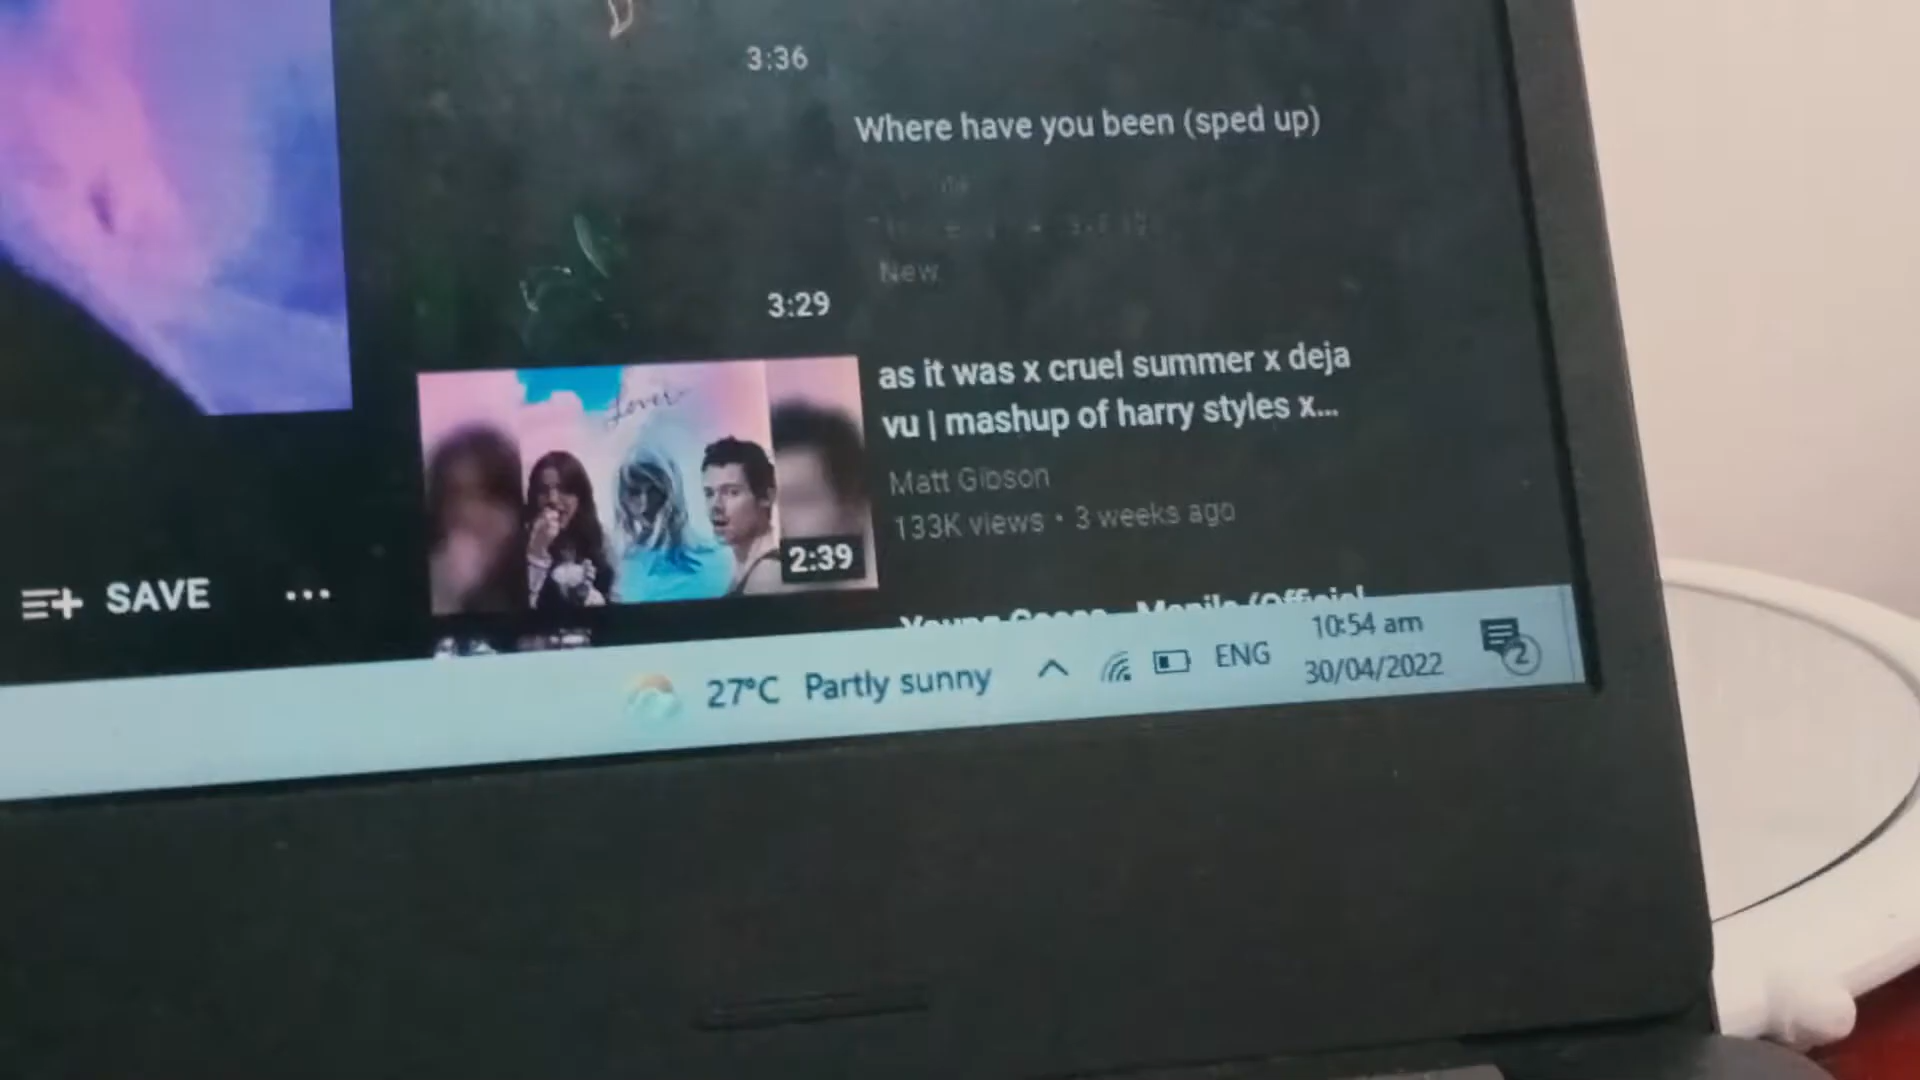 3:36
Where have you been (sped up)
New
3:29
as it was x cruel summer x deja
vu | mashup of harry styles x...
Matt Gibson
133K views • 3 weeks ago
lover
2:39
SAVE
27°C Partly sunny
ENG
10:54 am
30/04/2022
2